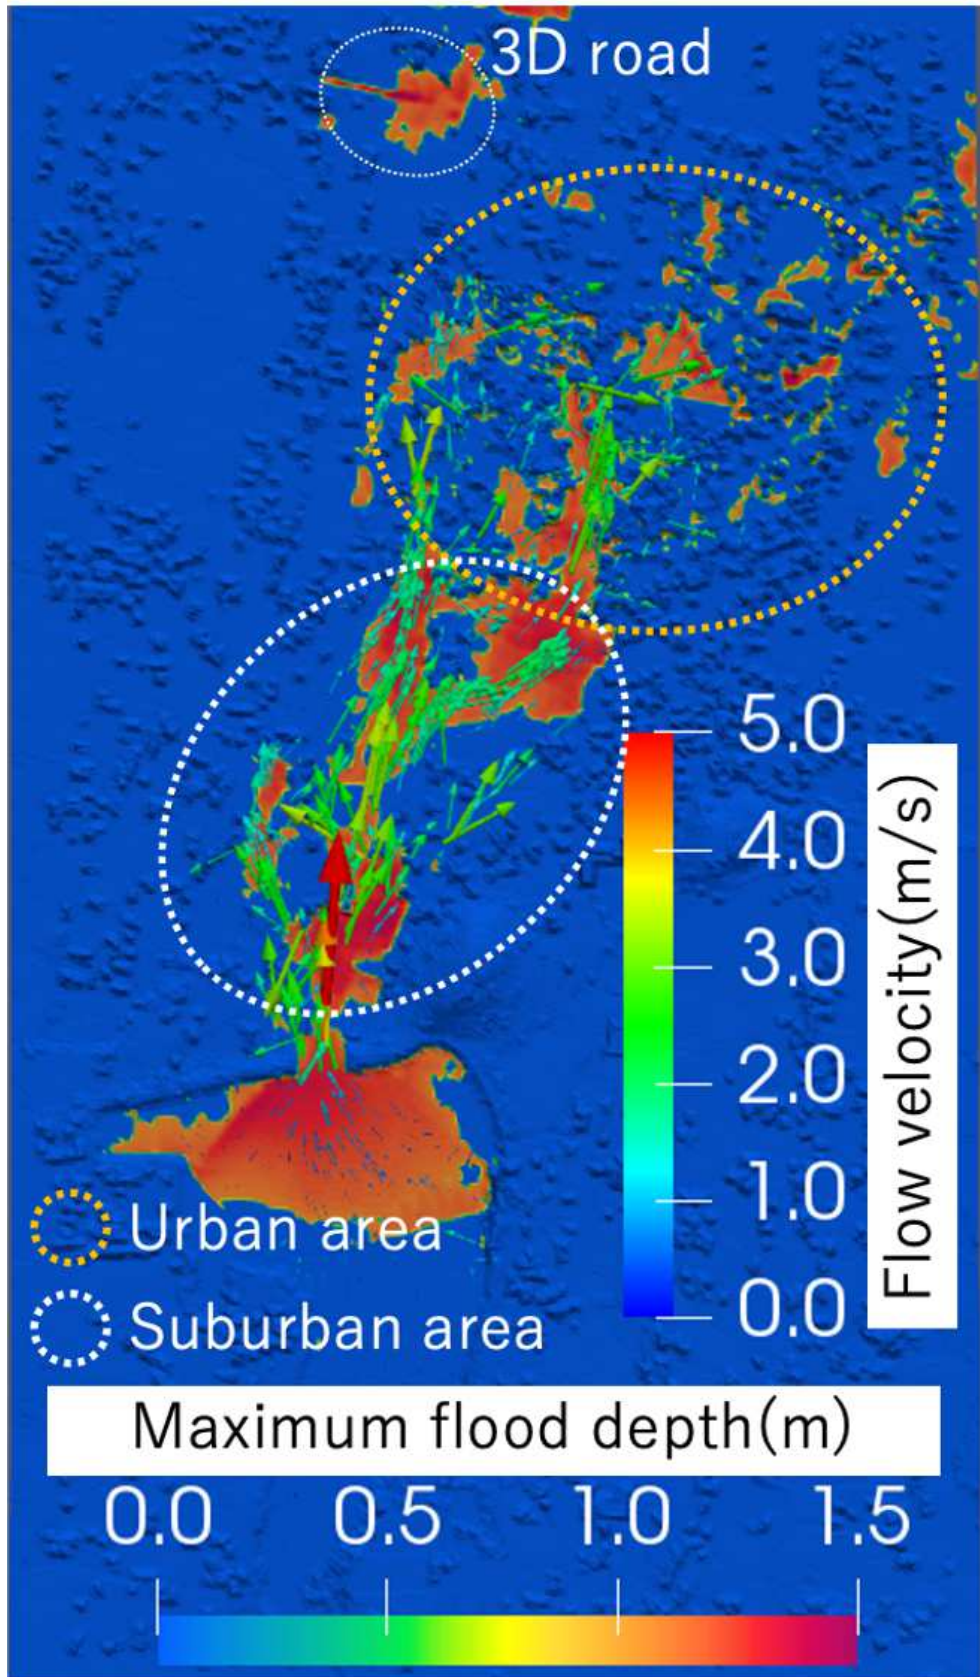 3D road
5.0
4.0
3.0
2.0
1.0
0.0
Flow velocity(m/s)
Urban area
Suburban area
Maximum flood depth(m)
0.0 0.5 1.0 1.5